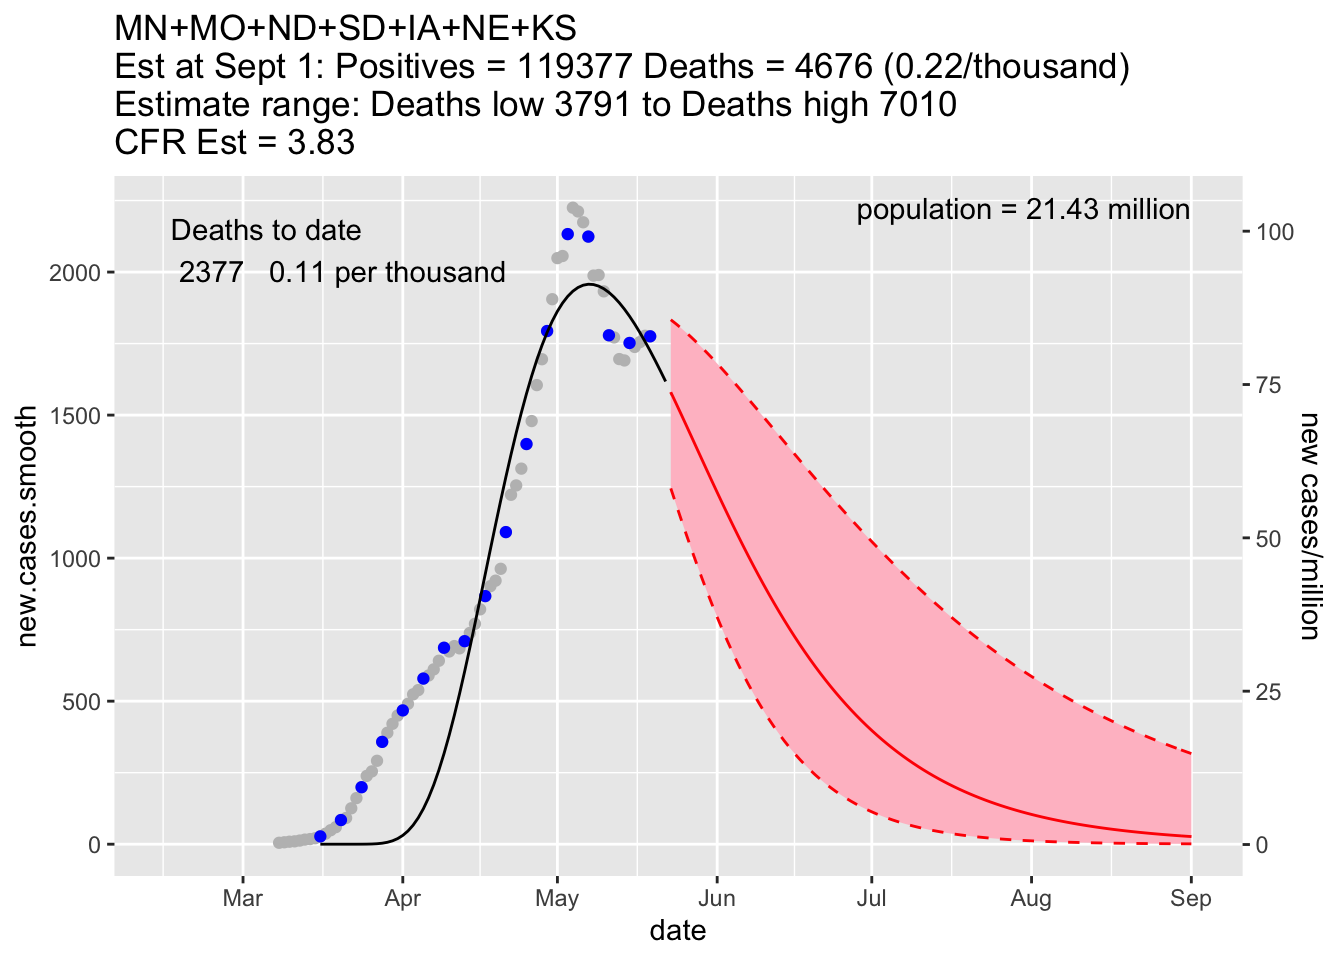 MN+MO+ND+SD+IA+NE+KS
Est at Sept 1: Positives = 119377 Deaths = 4676 (0.22/thousand)
Estimate range: Deaths low 3791 to Deaths high 7010
CFR Est = 3.83
Deaths to date
2377 0.11 per thousand
population = 21.43 million
new.cases.smooth
2000
1500
1000
500
0
100
75
50
25
0
new cases/million
Mar Apr May Jun Jul Aug Sep
date